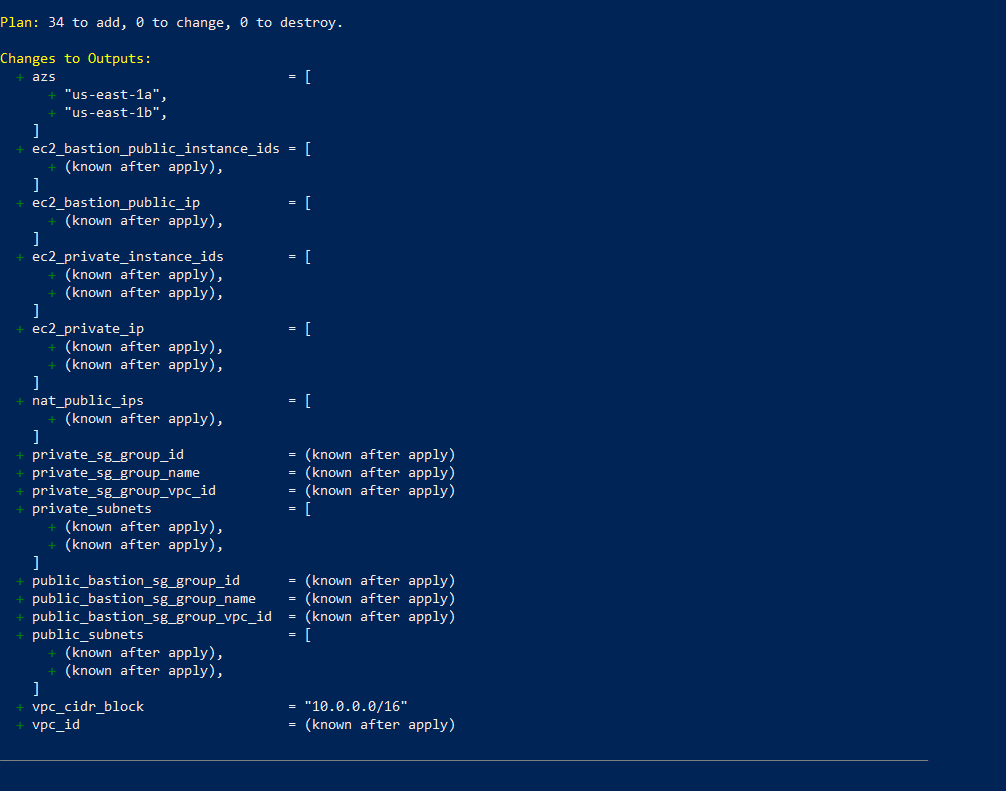 Plan: 34 to add, 0 to change, 0 to destroy.
Changes to Outputs:
  + azs                             = [
      + "us-east-1a",
      + "us-east-1b",
    ]
  + ec2_bastion_public_instance_ids = [
      + (known after apply),
    ]
  + ec2_bastion_public_ip           = [
      + (known after apply),
    ]
  + ec2_private_instance_ids        = [
      + (known after apply),
      + (known after apply),
    ]
  + ec2_private_ip                  = [
      + (known after apply),
      + (known after apply),
    ]
  + nat_public_ips                  = [
      + (known after apply),
    ]
  + private_sg_group_id             = (known after apply)
  + private_sg_group_name           = (known after apply)
  + private_sg_group_vpc_id         = (known after apply)
  + private_subnets                 = [
      + (known after apply),
      + (known after apply),
    ]
  + public_bastion_sg_group_id      = (known after apply)
  + public_bastion_sg_group_name    = (known after apply)
  + public_bastion_sg_group_vpc_id  = (known after apply)
  + public_subnets                  = [
      + (known after apply),
      + (known after apply),
    ]
  + vpc_cidr_block                  = "10.0.0.0/16"
  + vpc_id                          = (known after apply)